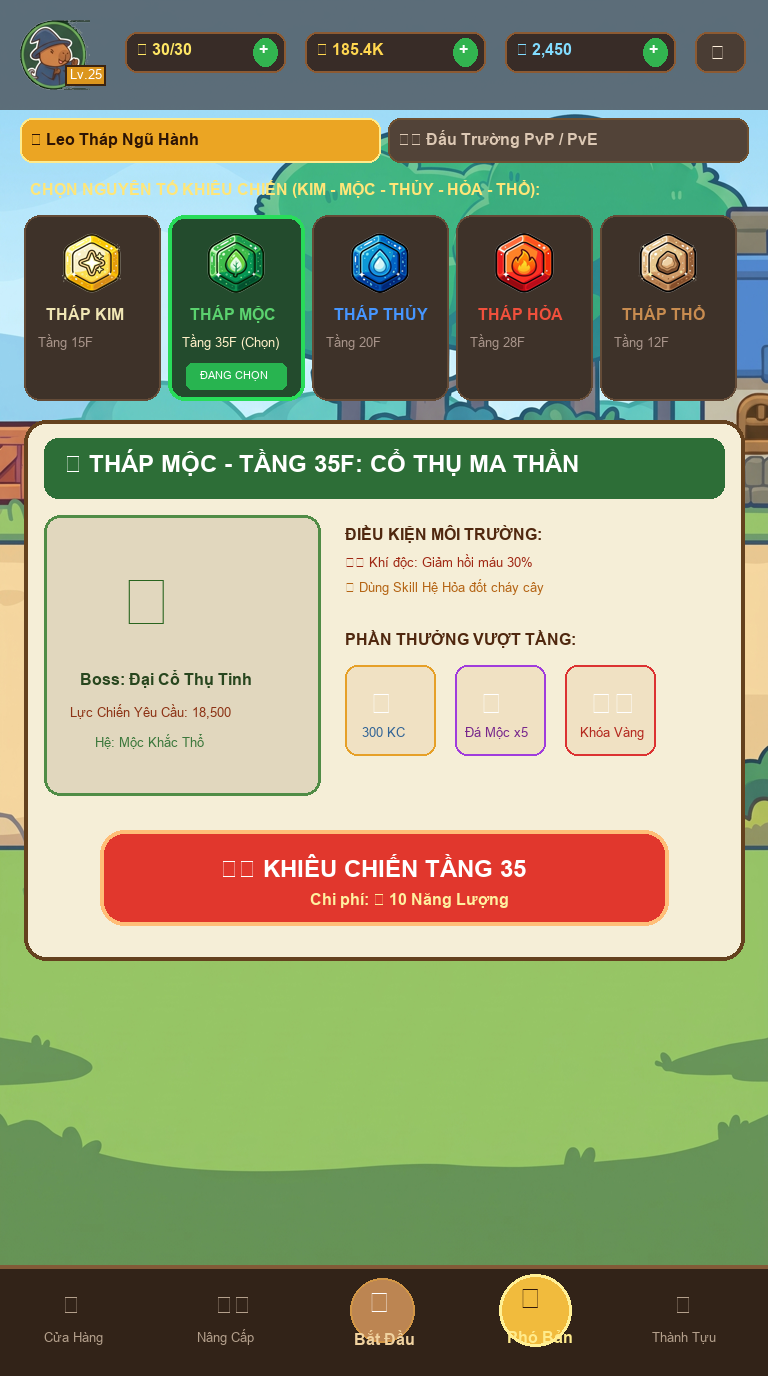 Lv.25
30/30 +
185.4K +
2,450 +
Leo Tháp Ngũ Hành
Đấu Trường PvP / PvE
CHỌN NGUYÊN TỐ KHIÊU CHIẾN (KIM - MỘC - THỦY - HỎA - THỔ):
THÁP KIM
Tầng 15F
THÁP MỘC
Tầng 35F (Chọn)
ĐANG CHỌN
THÁP THỦY
Tầng 20F
THÁP HỎA
Tầng 28F
THÁP THỔ
Tầng 12F
THÁP MỘC - TẦNG 35F: CỔ THỤ MA THẦN
Boss: Đại Cổ Thụ Tinh
Lực Chiến Yêu Cầu: 18,500
Hệ: Mộc Khắc Thổ
ĐIỀU KIỆN MÔI TRƯỜNG:
Khí độc: Giảm hồi máu 30%
Dùng Skill Hệ Hỏa đốt cháy cây
PHẦN THƯỞNG VƯỢT TẦNG:
300 KC
Đá Mộc x5
Khóa Vàng
KHIÊU CHIẾN TẦNG 35
Chi phí: 10 Năng Lượng
Cửa Hàng
Nâng Cấp
Bắt Đầu
Phó Bản
Thành Tựu